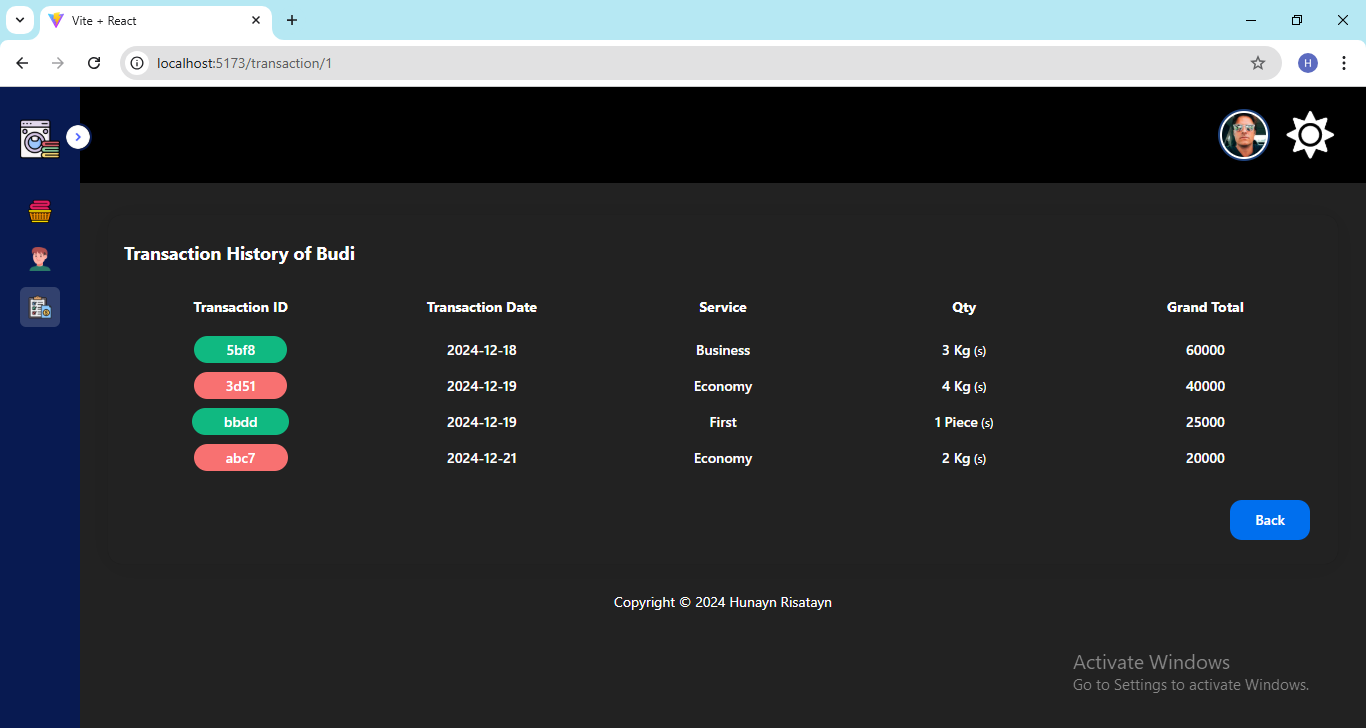 Vite + React
localhost:5173/transaction/1
H
Transaction History of Budi
Transaction ID Transaction Date Service Qty Grand Total
5bf8 2024-12-18 Business 3 Kg (s) 60000
3d51 2024-12-19 Economy 4 Kg (s) 40000
bbdd 2024-12-19 First 1 Piece (s) 25000
abc7 2024-12-21 Economy 2 Kg (s) 20000
Back
Copyright © 2024 Hunayn Risatayn
Activate Windows
Go to Settings to activate Windows.